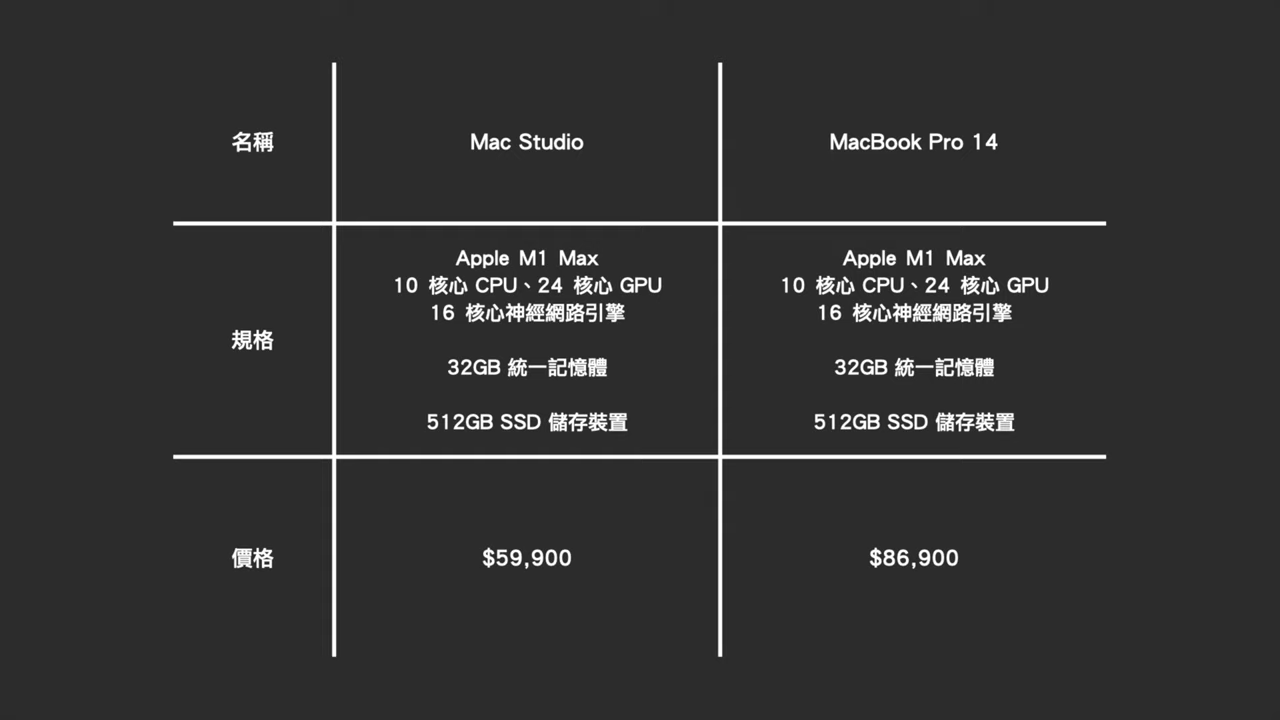 名稱
Mac Studio
MacBook Pro 14
規格
Apple M1 Max
10 核心 CPU、24 核心 GPU
16 核心神經網路引擎
32GB 統一記憶體
512GB SSD 儲存裝置
Apple M1 Max
10 核心 CPU、24 核心 GPU
16 核心神經網路引擎
32GB 統一記憶體
512GB SSD 儲存裝置
價格
$59,900
$86,900